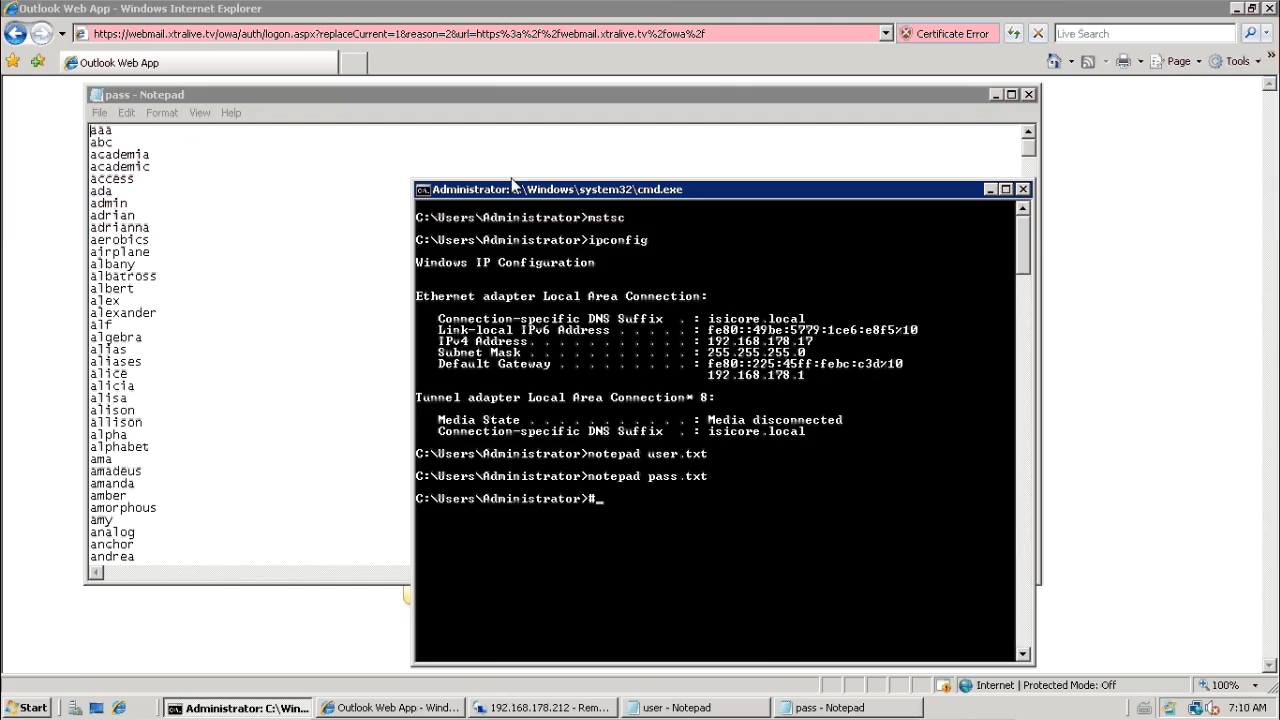 Outlook Web App - Windows Internet Explorer
https://webmail.xtralive.tv/owa/auth/logon.aspx?replaceCurrent=1&reason=2&url=https%3a%2f%2fwebmail.xtralive.tv%2fowa%2f
Certificate Error
Live Search
Outlook Web App
Page
Tools
pass - Notepad
File Edit Format View Help
aaa
abc
academia
academic
access
ada
admin
adrian
adrianna
aerobics
airplane
albany
albatross
albert
alex
alexander
alf
algebra
alias
aliases
alice
alicia
alisa
alison
allison
alpha
alphabet
ama
amadeus
amanda
amber
amorphous
amy
analog
anchor
andrea
Administrator: C:\Windows\system32\cmd.exe
C:\Users\Administrator>mstsc
C:\Users\Administrator>ipconfig
Windows IP Configuration
Ethernet adapter Local Area Connection:
Connection-specific DNS Suffix . : isicore.local
Link-local IPv6 Address . . . . . : fe80::49be:5779:1ce6:e8f5%10
IPv4 Address. . . . . . . . . . . : 192.168.178.17
Subnet Mask . . . . . . . . . . . : 255.255.255.0
Default Gateway . . . . . . . . . : fe80::225:45ff:febc:c3d%10
192.168.178.1
Tunnel adapter Local Area Connection* 8:
Media State . . . . . . . . . . . : Media disconnected
Connection-specific DNS Suffix . : isicore.local
C:\Users\Administrator>notepad user.txt
C:\Users\Administrator>notepad pass.txt
C:\Users\Administrator>#_
Internet | Protected Mode: Off
100%
Start
Administrator: C:\Win...
Outlook Web App - Wind...
192.168.178.212 - Rem...
user - Notepad
pass - Notepad
7:10 AM